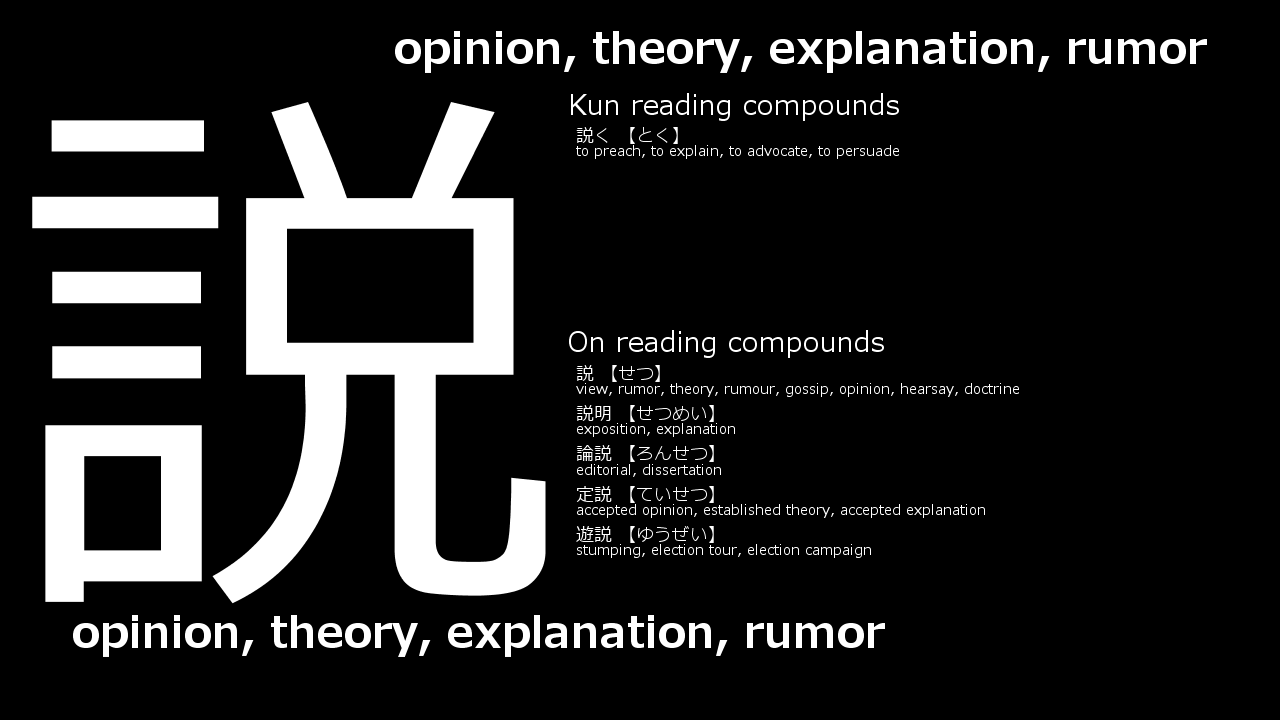 opinion, theory, explanation, rumor
説
Kun reading compounds
説く 【とく】
to preach, to explain, to advocate, to persuade
On reading compounds
説 【せつ】
view, rumor, theory, rumour, gossip, opinion, hearsay, doctrine
説明 【せつめい】
exposition, explanation
論説 【ろんせつ】
editorial, dissertation
定説 【ていせつ】
accepted opinion, established theory, accepted explanation
遊説 【ゆうぜい】
stumping, election tour, election campaign
opinion, theory, explanation, rumor